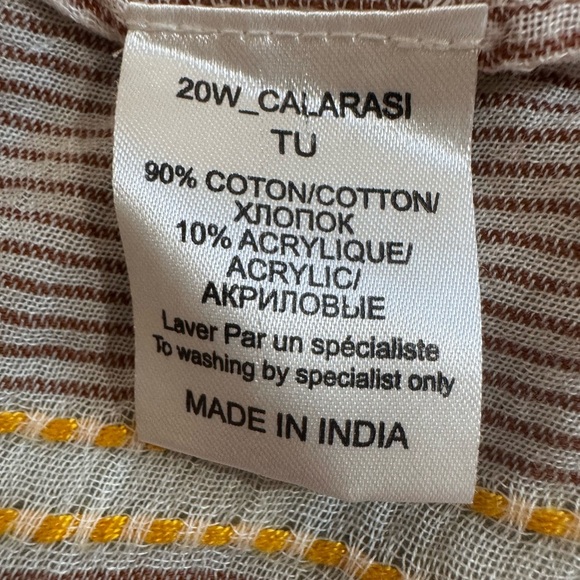 20W_CALARASI
TU
90% COTON/COTTON/
ХЛОПОК
10% ACRYLIQUE/
ACRYLIC/
АКРИЛОВЫЕ
Laver Par un spécialiste
To washing by specialist only
MADE IN INDIA